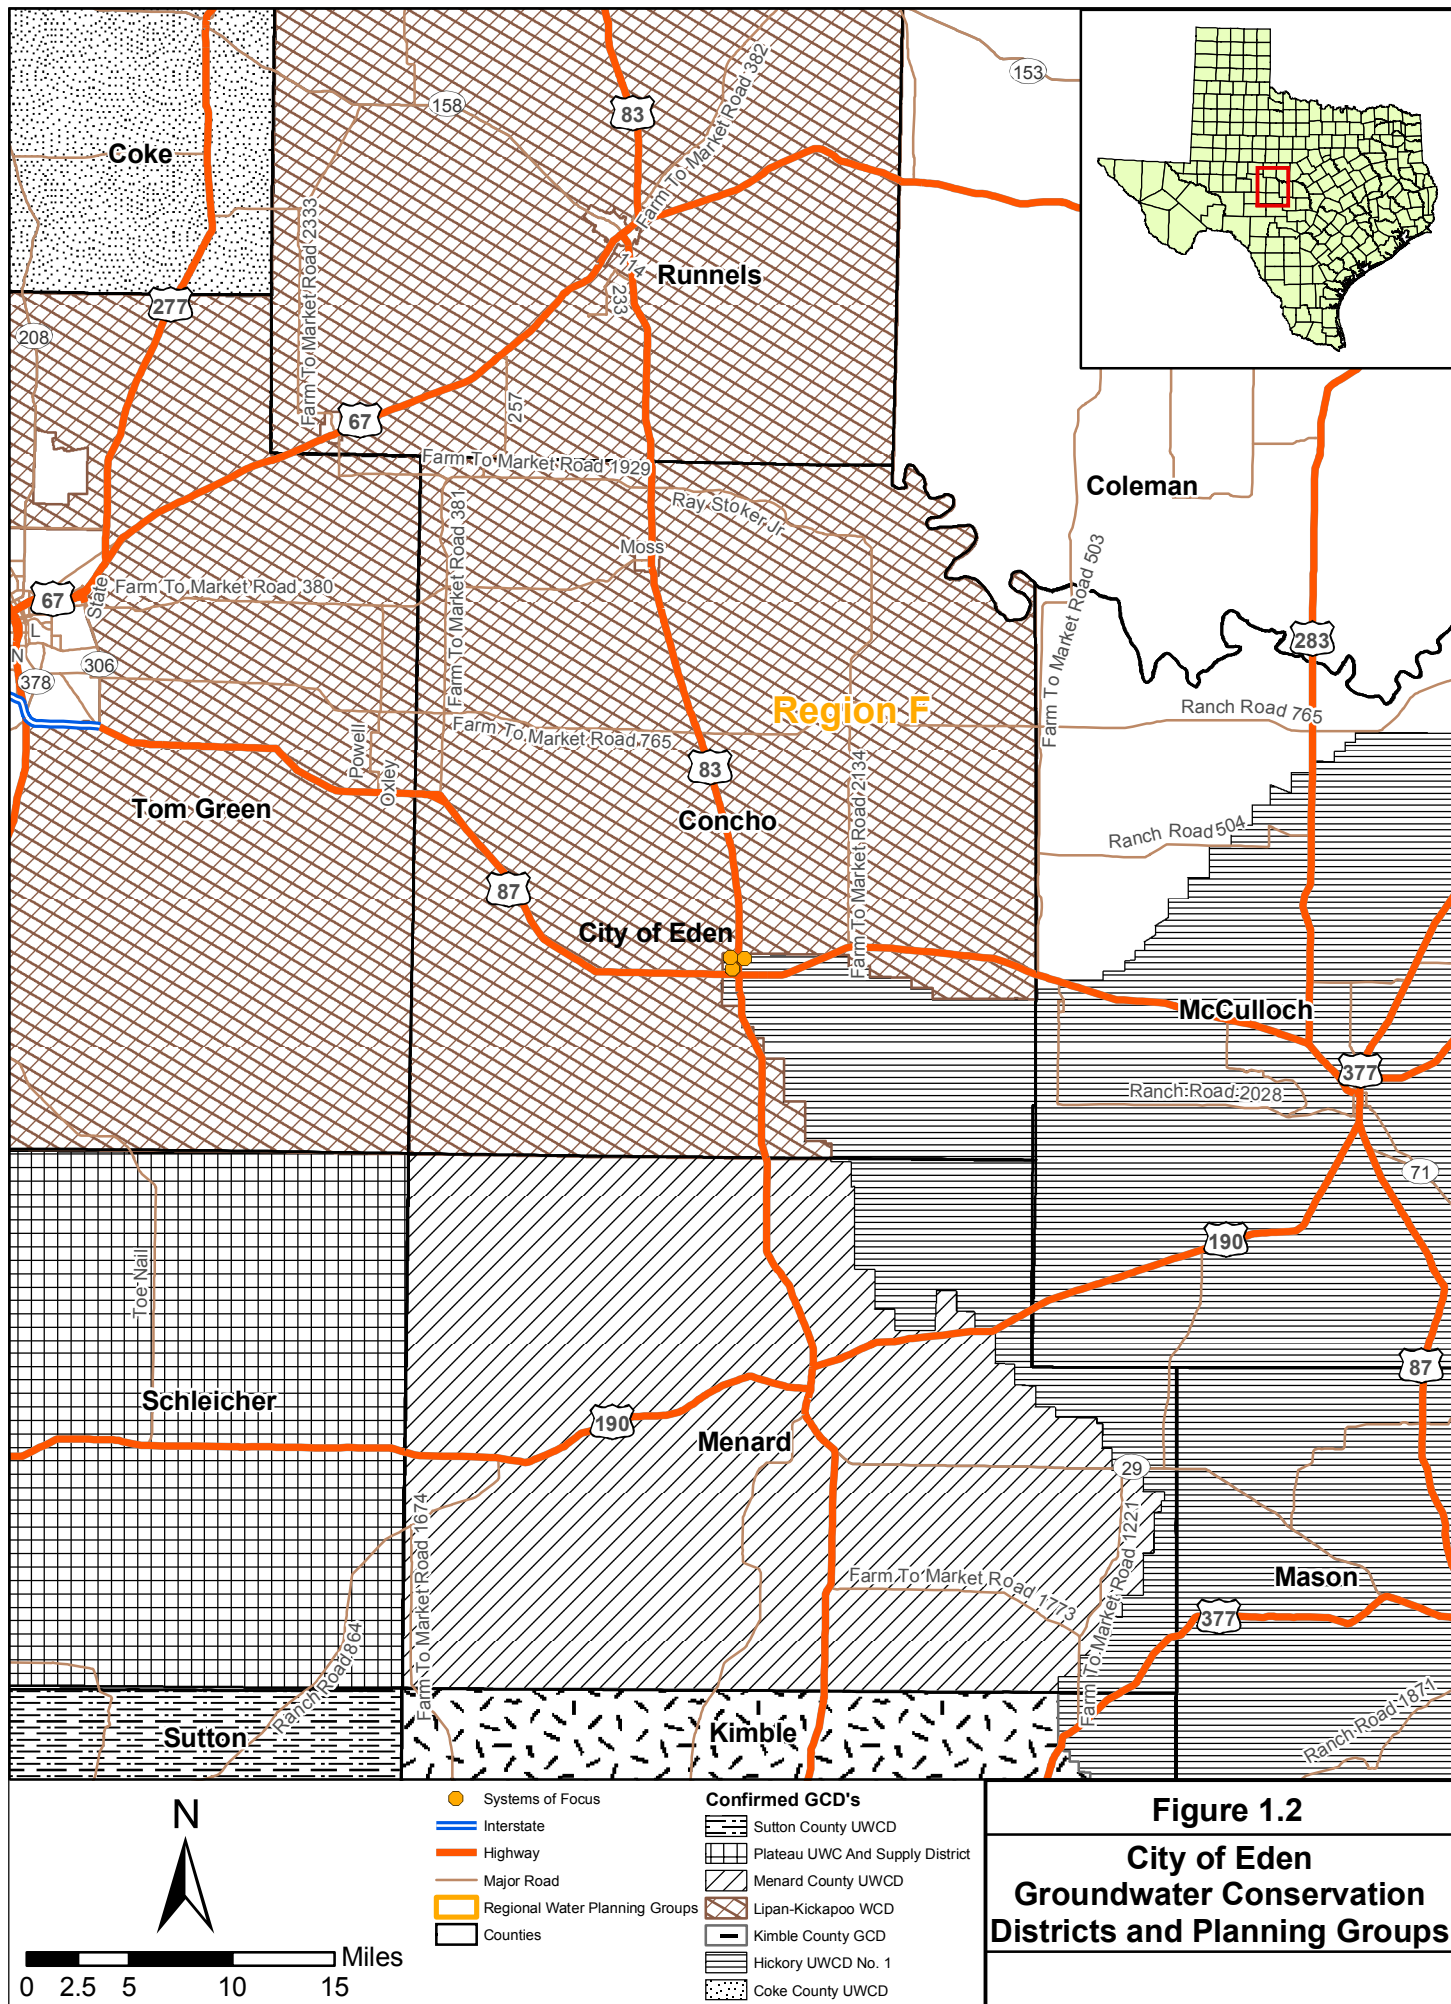 153
158
83
Farm To Market Road 382
Coke
Farm To Market Road 2333
114
Runnels
233
277
208
67
257
Farm To Market Road 1929
Farm To Market Road 381
Ray Stoker Jr
Coleman
Moss
Farm To Market Road 503
Farm To Market Road 380
State
67
L
N
306
378
283
Region F
Ranch Road 765
Farm To Market Road 765
Powell
Oxley
83
Farm To Market Road 2134
Tom Green
Concho
Ranch Road 504
87
City of Eden
McCulloch
377
Ranch Road 2028
71
190
Toe Nail
87
Schleicher
190
Menard
29
Farm To Market Road 1674
Farm To Market Road 1221
Farm To Market Road 1773
Mason
377
Ranch Road 864
Ranch Road 1871
Sutton
Kimble
N
Miles
0 2.5 5 10 15
Systems of Focus
Interstate
Highway
Major Road
Regional Water Planning Groups
Counties
Confirmed GCD's
Sutton County UWCD
Plateau UWC And Supply District
Menard County UWCD
Lipan-Kickapoo WCD
Kimble County GCD
Hickory UWCD No. 1
Coke County UWCD
Figure 1.2
City of Eden
Groundwater Conservation
Districts and Planning Groups